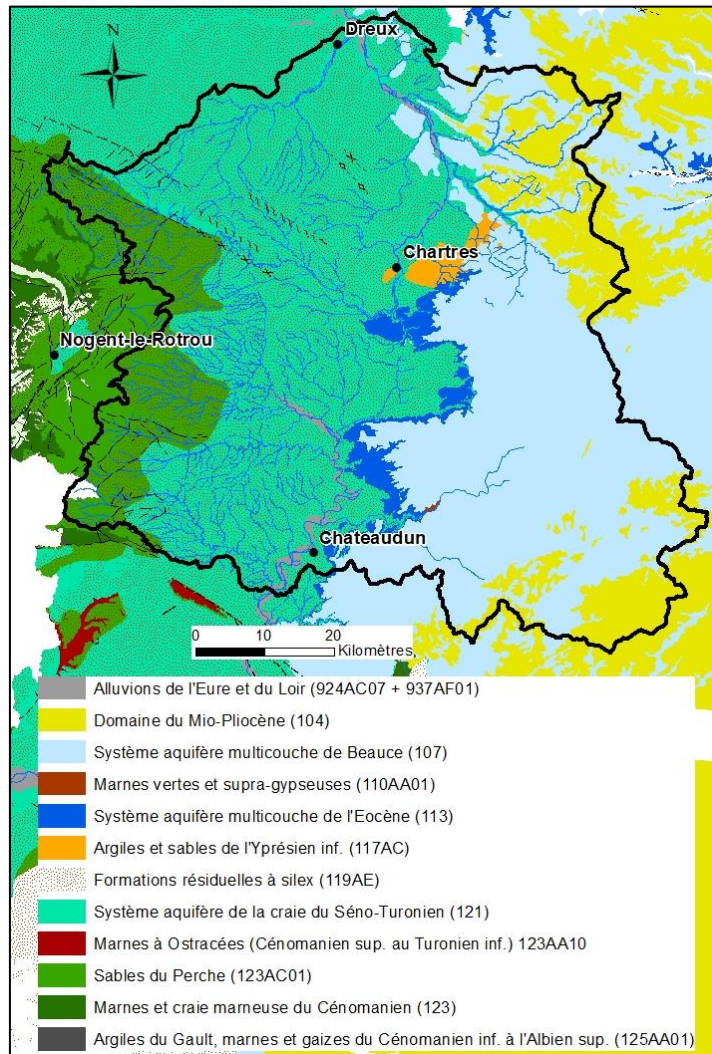 Dreux
N
Chartres
Nogent-le-Rotrou
Chateaudun
0 10 20
Kilomètres
Alluvions de l'Eure et du Loir (924AC07 + 937AF01)
Domaine du Mio-Pliocène (104)
Système aquifère multicouche de Beauce (107)
Marnes vertes et supra-gypseuses (110AA01)
Système aquifère multicouche de l'Eocène (113)
Argiles et sables de l'Yprésien inf. (117AC)
Formations résiduelles à silex (119AE)
Système aquifère de la craie du Séno-Turonien (121)
Marnes à Ostracées (Cénomanien sup. au Turonien inf.) 123AA10
Sables du Perche (123AC01)
Marnes et craie marneuse du Cénomanien (123)
Argiles du Gault, marnes et gaizes du Cénomanien inf. à l'Albien sup. (125AA01)